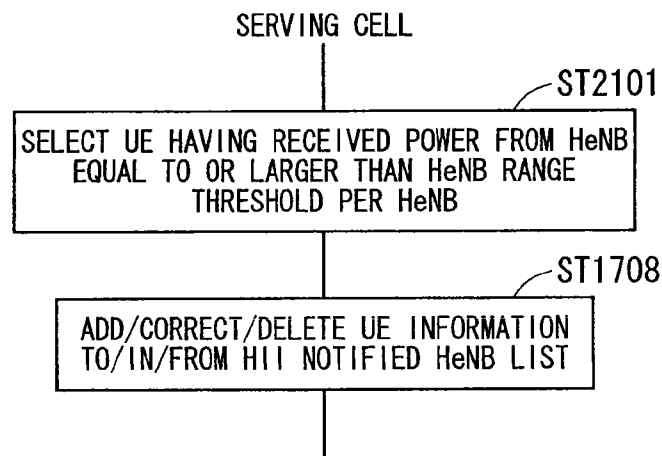 SERVING CELL
ST2101
SELECT UE HAVING RECEIVED POWER FROM HeNB
EQUAL TO OR LARGER THAN HeNB RANGE
THRESHOLD PER HeNB
ST1708
ADD/CORRECT/DELETE UE INFORMATION
TO/IN/FROM HII NOTIFIED HeNB LIST